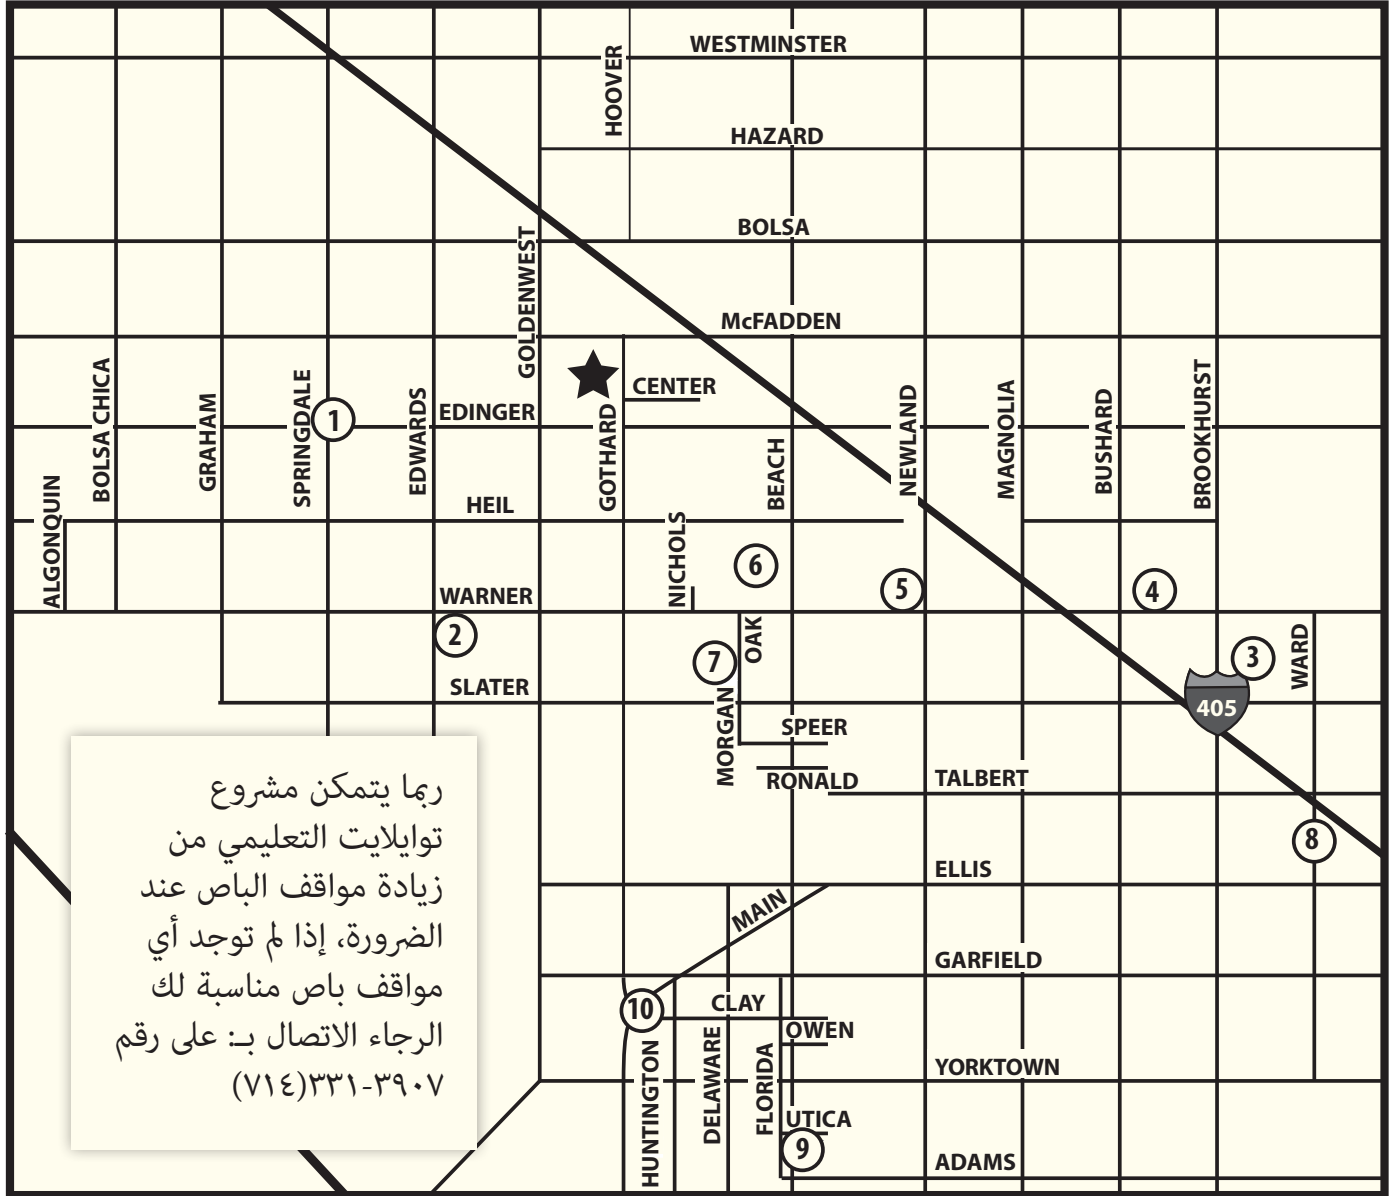 WESTMINSTER
HOOVER
HAZARD
BOLSA
GOLDENWEST
McFADDEN
CENTER
BOLSA CHICA
GRAHAM
SPRINGDALE
1
EDWARDS
EDINGER
GOTHARD
BEACH
NEWLAND
MAGNOLIA
BUSHARD
BROOKHURST
ALGONQUIN
HEIL
NICHOLS
6
5
4
WARNER
2
OAK
7
3
WARD
SLATER
405
MORGAN
SPEER
RONALD
TALBERT
8
ELLIS
MAIN
GARFIELD
10
CLAY
OWEN
HUNTINGTON
DELAWARE
FLORIDA
YORKTOWN
UTICA
9
ADAMS
ربما يتمكن مشروع
توايلايت التعليمي من
زيادة مواقف الباص عند
الضرورة، إذا لم توجد أي
مواقف باص مناسبة لك
الرجاء الاتصال بـ: على رقم
(٧١٤)٣٣١-٣٩٠٧